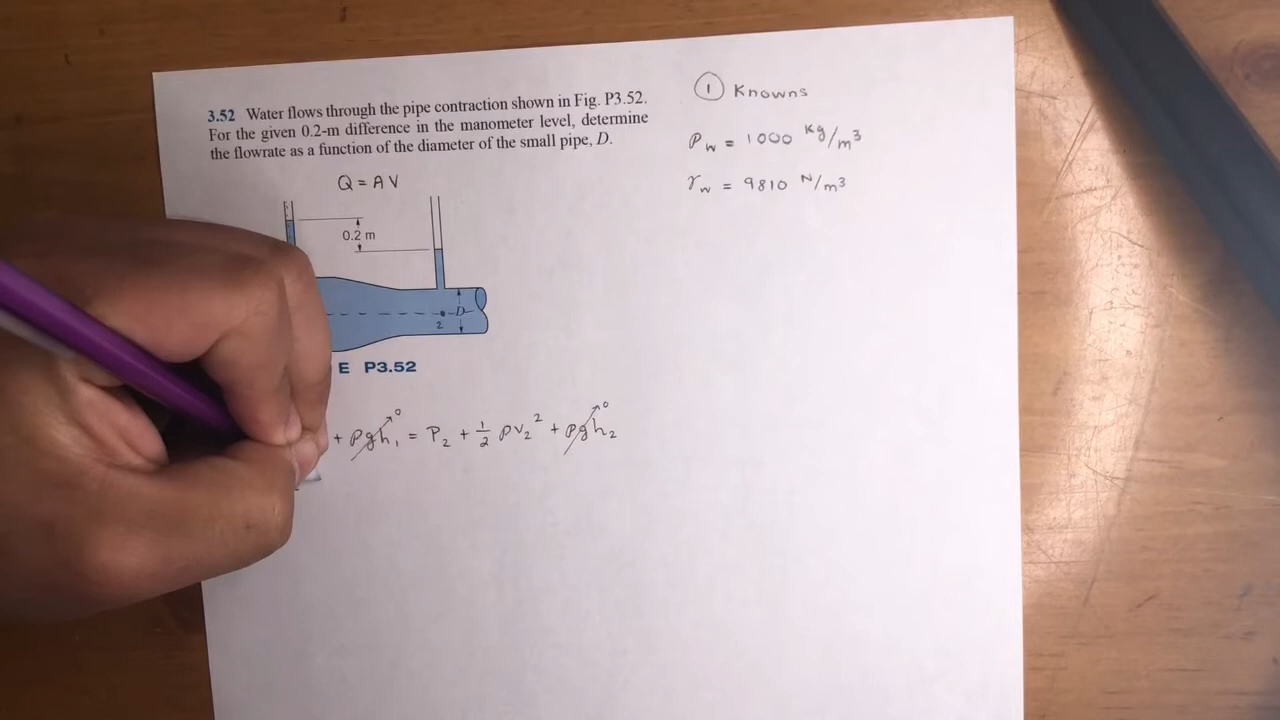 3.52 Water flows through the pipe contraction shown in Fig. P3.52.
For the given 0.2-m difference in the manometer level, determine
the flowrate as a function of the diameter of the small pipe, D.
Q = A V
0.2 m
D
2
E P3.52
+ ρgh₁ ↗0 = P₂ + ½ ρV₂² + ρgh₂ ↗0
① Knowns
ρw = 1000 kg/m³
γw = 9810 N/m³